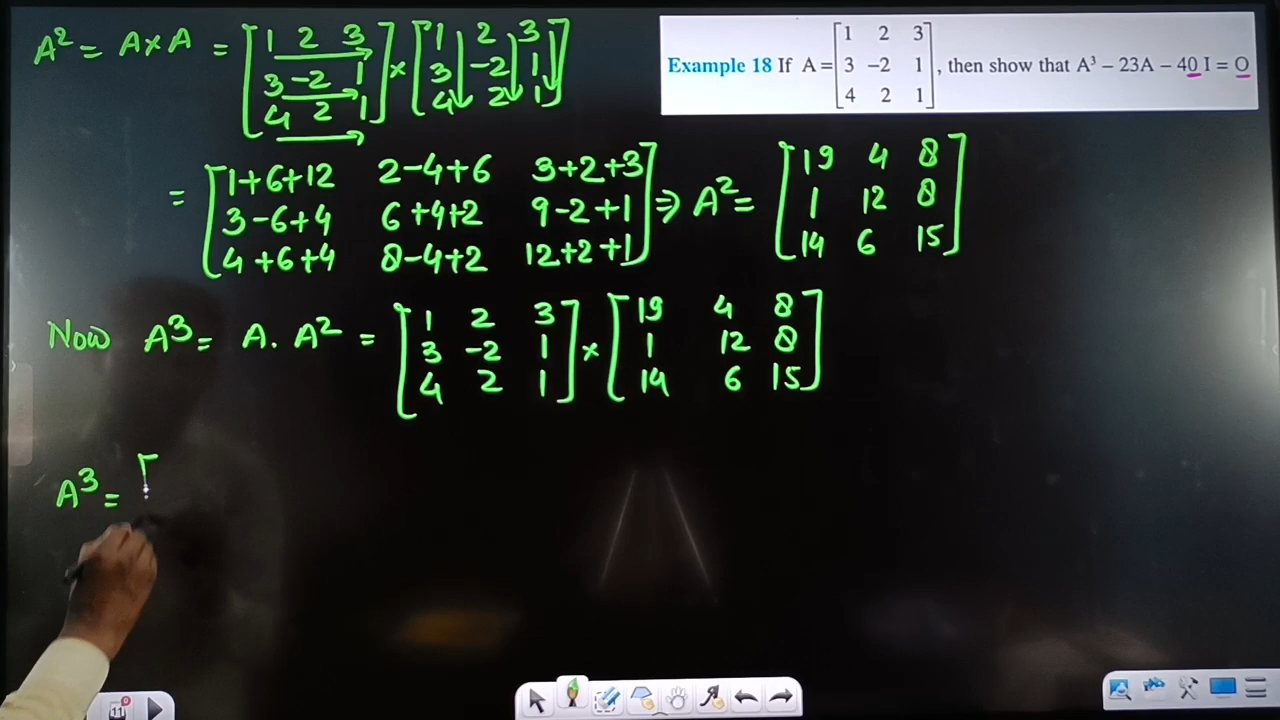 A² = A×A = [1 2 3 × [1 2 3
3 -2 1 3 -2 1
4 2 1] 4 2 1]
Example 18 If A = [1 2 3
3 −2 1
4 2 1], then show that A³ – 23A – 40 I = O
= [1+6+12 2-4+6 3+2+3
3-6+4 6+4+2 9-2+1
4+6+4 8-4+2 12+2+1] ⇒ A² = [19 4 8
1 12 8
14 6 15]
Now A³ = A. A² = [1 2 3 × [19 4 8
3 -2 1 1 12 8
4 2 1] 14 6 15]
A³ = [
11